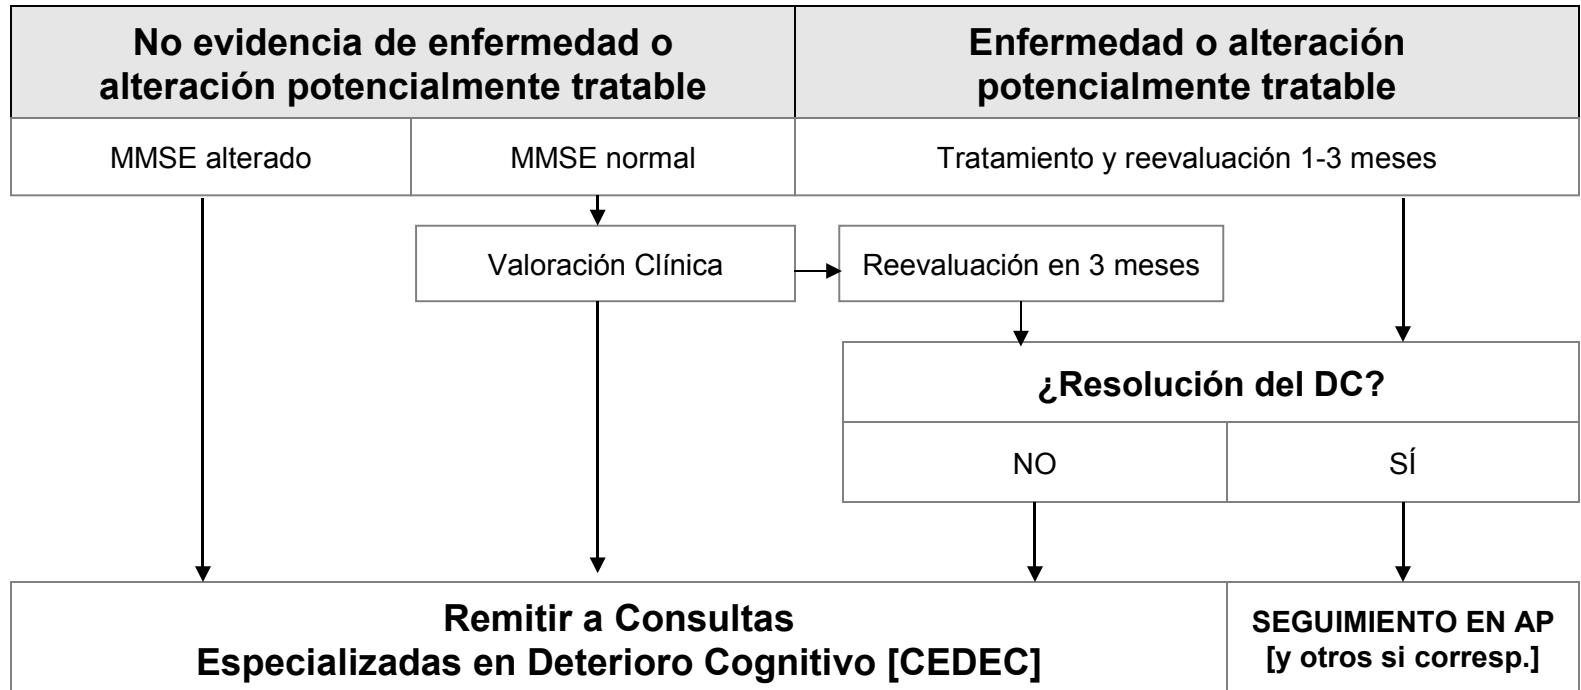 No evidencia de enfermedad o
alteración potencialmente tratable
Enfermedad o alteración
potencialmente tratable
MMSE alterado
MMSE normal
Tratamiento y reevaluación 1-3 meses
Valoración Clínica
Reevaluación en 3 meses
¿Resolución del DC?
NO
SÍ
Remitir a Consultas
Especializadas en Deterioro Cognitivo [CEDEC]
SEGUIMIENTO EN AP
[y otros si corresp.]